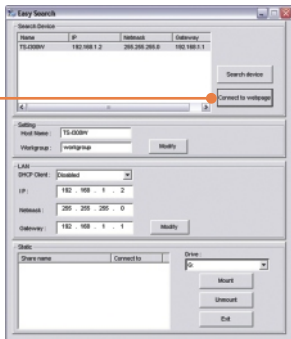 Easy Search
Search Device
Name IP Netmask Gateway
TS-I300W 192.168.1.2 255.255.255.0 192.168.1.1
Search device
Connect to webpage
Setting
Host Name : TS-I300W
Workgroup : workgroup
Modify
LAN
DHCP Client : Disabled
IP : 192 . 168 . 1 . 2
Netmask : 255 . 255 . 255 . 0
Gateway : 192 . 168 . 1 . 1
Modify
Static
Share name Connect to
Drive :
G:
Mount
Unmount
Exit